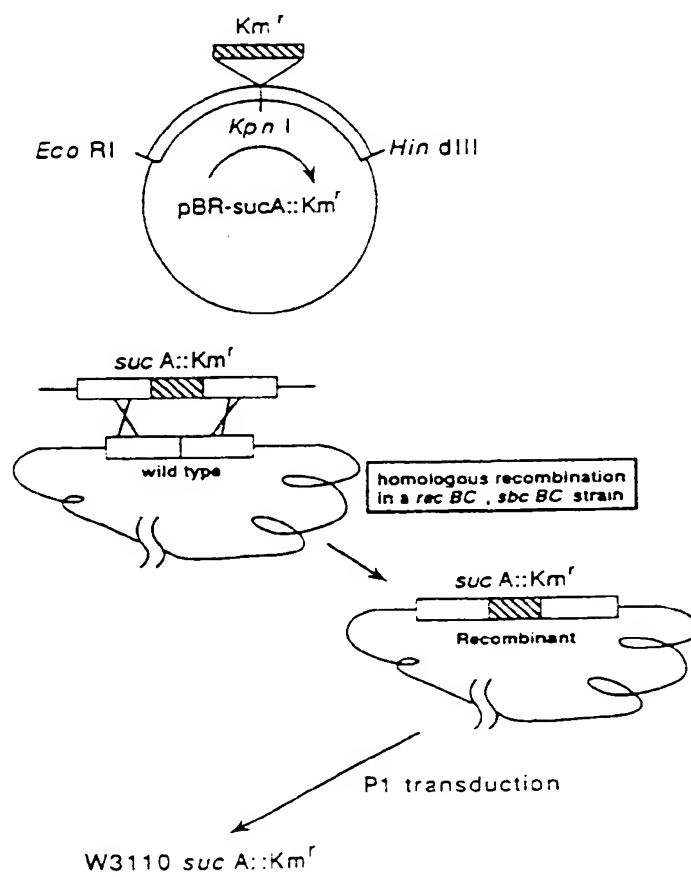 Km^r
Kpn I
Eco RI
Hin dIII
pBR-sucA::Km^r
suc A::Km^r
wild type
homologous recombination
in a rec BC , sbc BC strain
suc A::Km^r
Recombinant
P1 transduction
W3110 suc A::Km^r